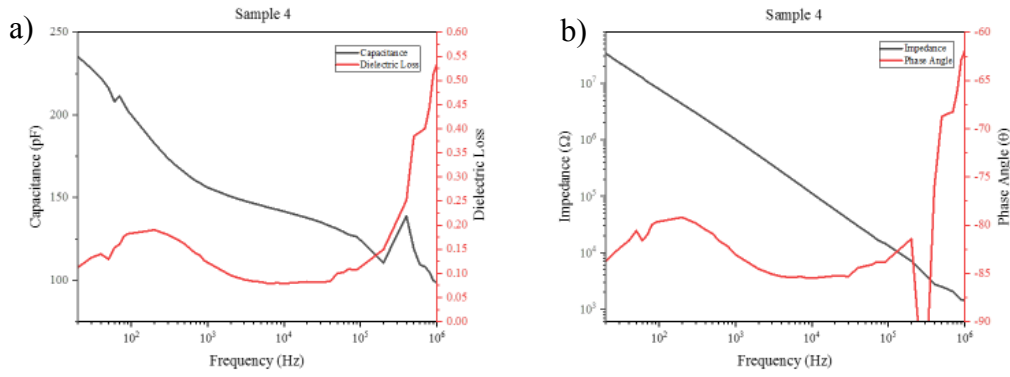 a)
Sample 4
Capacitance
Dielectric Loss
250
200
150
100
Capacitance (pF)
0.60
0.55
0.50
0.45
0.40
0.35
0.30
0.25
0.20
0.15
0.10
0.05
0.00
Dielectric Loss
10²
10³
10⁴
10⁵
10⁶
Frequency (Hz)
b)
Sample 4
Impedance
Phase Angle
10⁷
10⁶
10⁵
10⁴
10³
Impedance (Ω)
-60
-65
-70
-75
-80
-85
-90
Phase Angle (θ)
10²
10³
10⁴
10⁵
10⁶
Frequency (Hz)